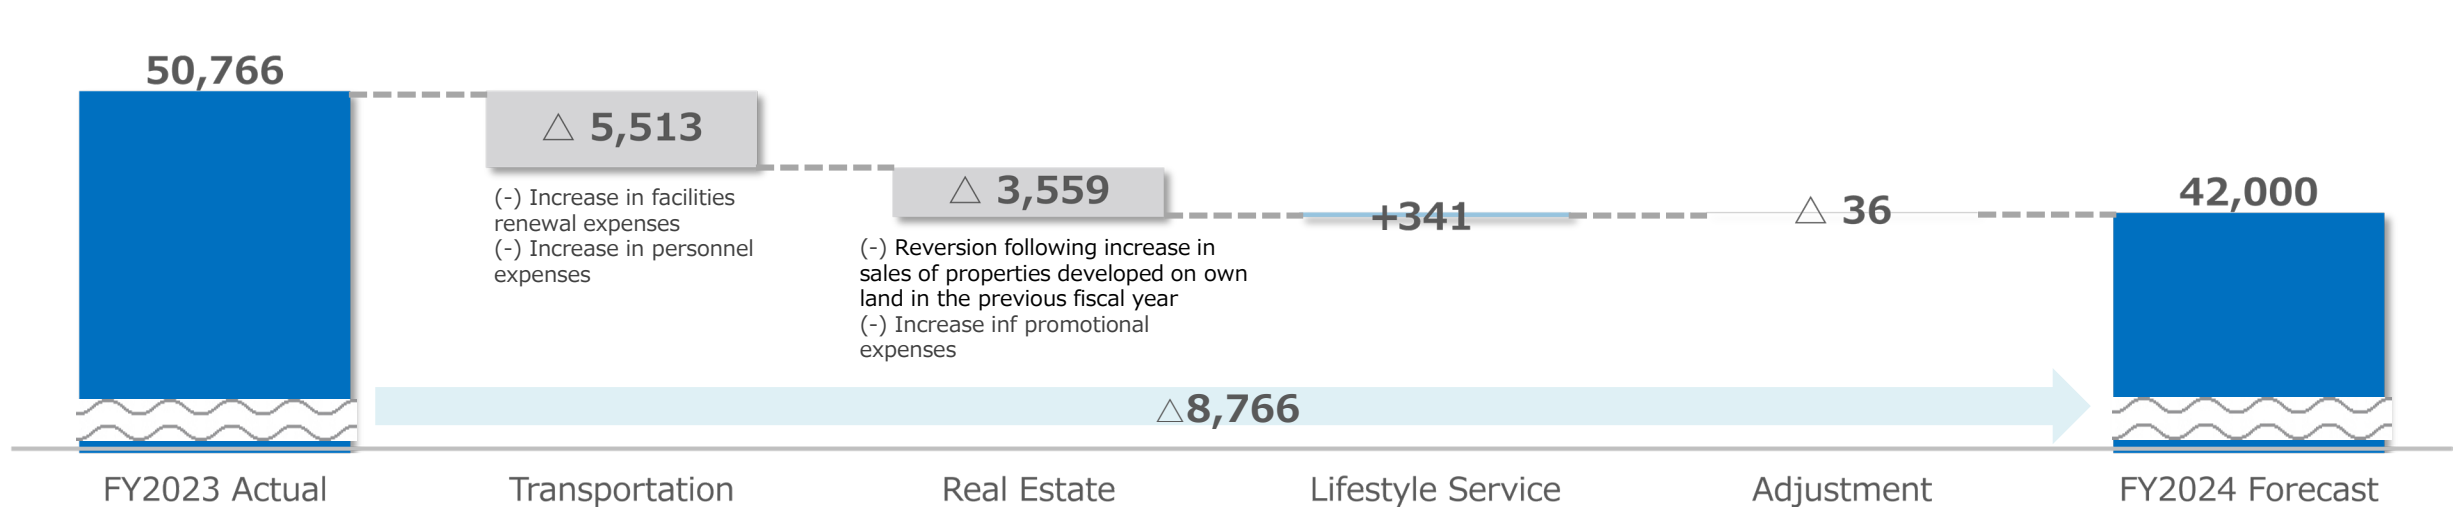 50,766
△ 5,513
(-) Increase in facilities
renewal expenses
(-) Increase in personnel
expenses
△ 3,559
(-) Reversion following increase in
sales of properties developed on own
land in the previous fiscal year
(-) Increase inf promotional
expenses
+341
△ 36
42,000
△8,766
FY2023 Actual
Transportation
Real Estate
Lifestyle Service
Adjustment
FY2024 Forecast